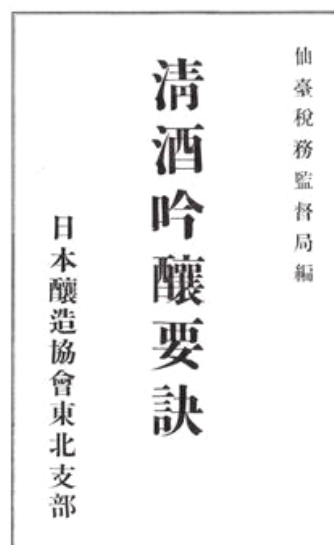 仙臺稅務監督局編
淸酒吟釀要訣
日本釀造協會東北支部